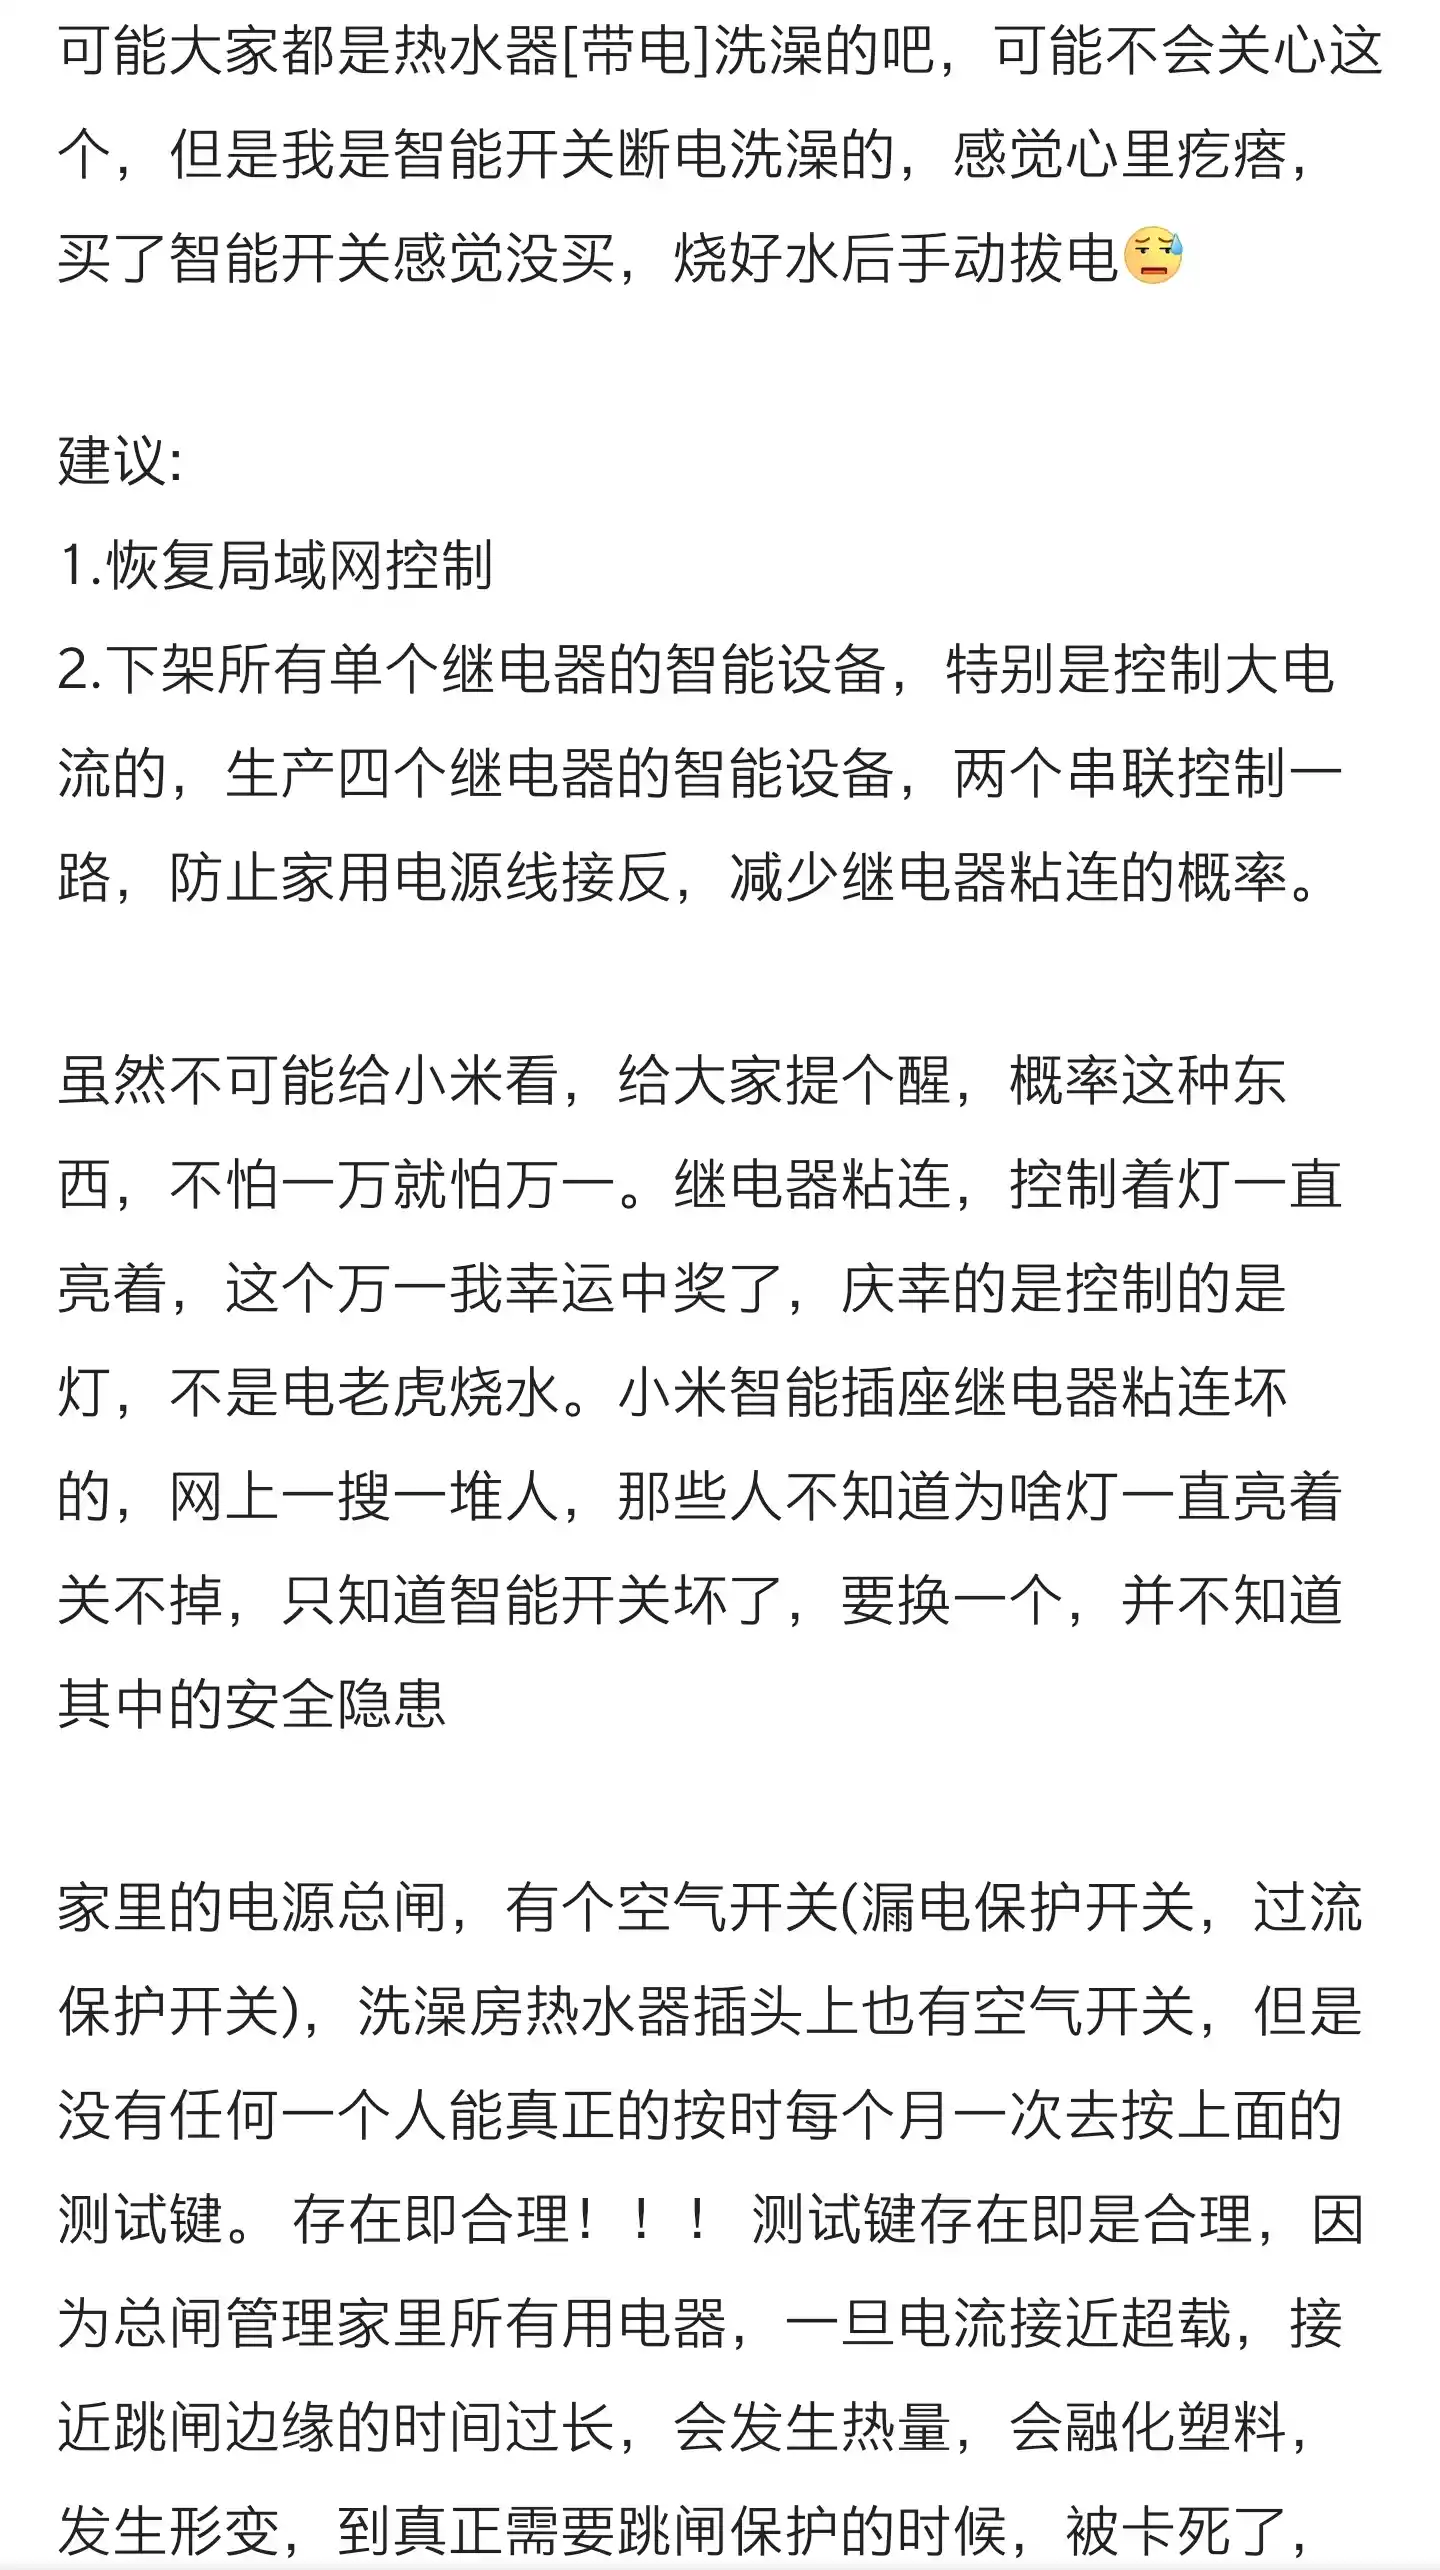 可能大家都是热水器[带电]洗澡的吧，可能不会关心这
个，但是我是智能开关断电洗澡的，感觉心里疙瘩，
买了智能开关感觉没买，烧好水后手动拔电😓
建议:
1.恢复局域网控制
2.下架所有单个继电器的智能设备，特别是控制大电
流的，生产四个继电器的智能设备，两个串联控制一
路，防止家用电源线接反，减少继电器粘连的概率。
虽然不可能给小米看，给大家提个醒，概率这种东
西，不怕一万就怕万一。继电器粘连，控制着灯一直
亮着，这个万一我幸运中奖了，庆幸的是控制的是
灯，不是电老虎烧水。小米智能插座继电器粘连坏
的，网上一搜一堆人，那些人不知道为啥灯一直亮着
关不掉，只知道智能开关坏了，要换一个，并不知道
其中的安全隐患
家里的电源总闸，有个空气开关(漏电保护开关，过流
保护开关)，洗澡房热水器插头上也有空气开关，但是
没有任何一个人能真正的按时每个月一次去按上面的
测试键。 存在即合理！！！ 测试键存在即是合理，因
为总闸管理家里所有用电器，一旦电流接近超载，接
近跳闸边缘的时间过长，会发生热量，会融化塑料，
发生形变，到真正需要跳闸保护的时候，被卡死了，